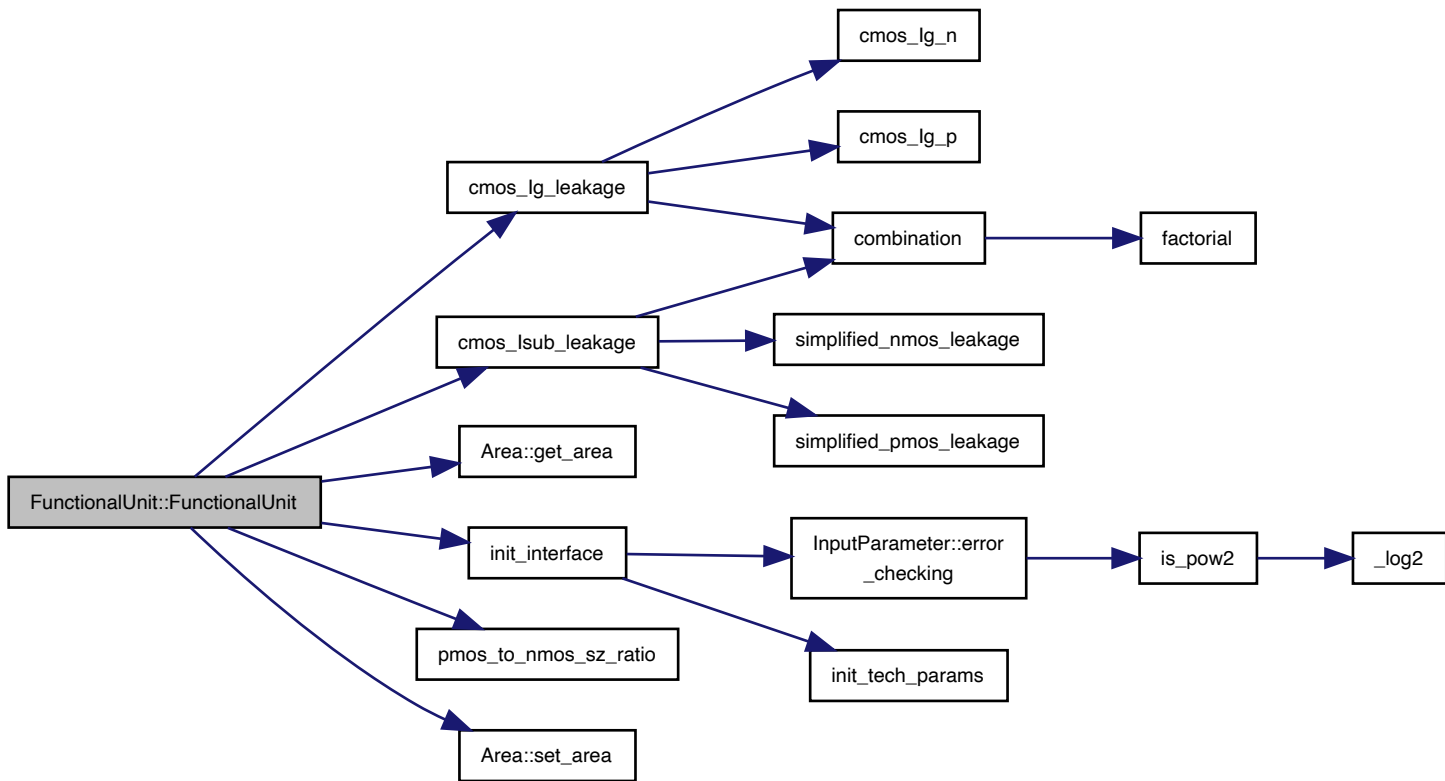 cmos_Ig_n
cmos_Ig_p
cmos_Ig_leakage
combination
factorial
cmos_Isub_leakage
simplified_nmos_leakage
simplified_pmos_leakage
Area::get_area
FunctionalUnit::FunctionalUnit
init_interface
InputParameter::error
_checking
is_pow2
_log2
pmos_to_nmos_sz_ratio
init_tech_params
Area::set_area